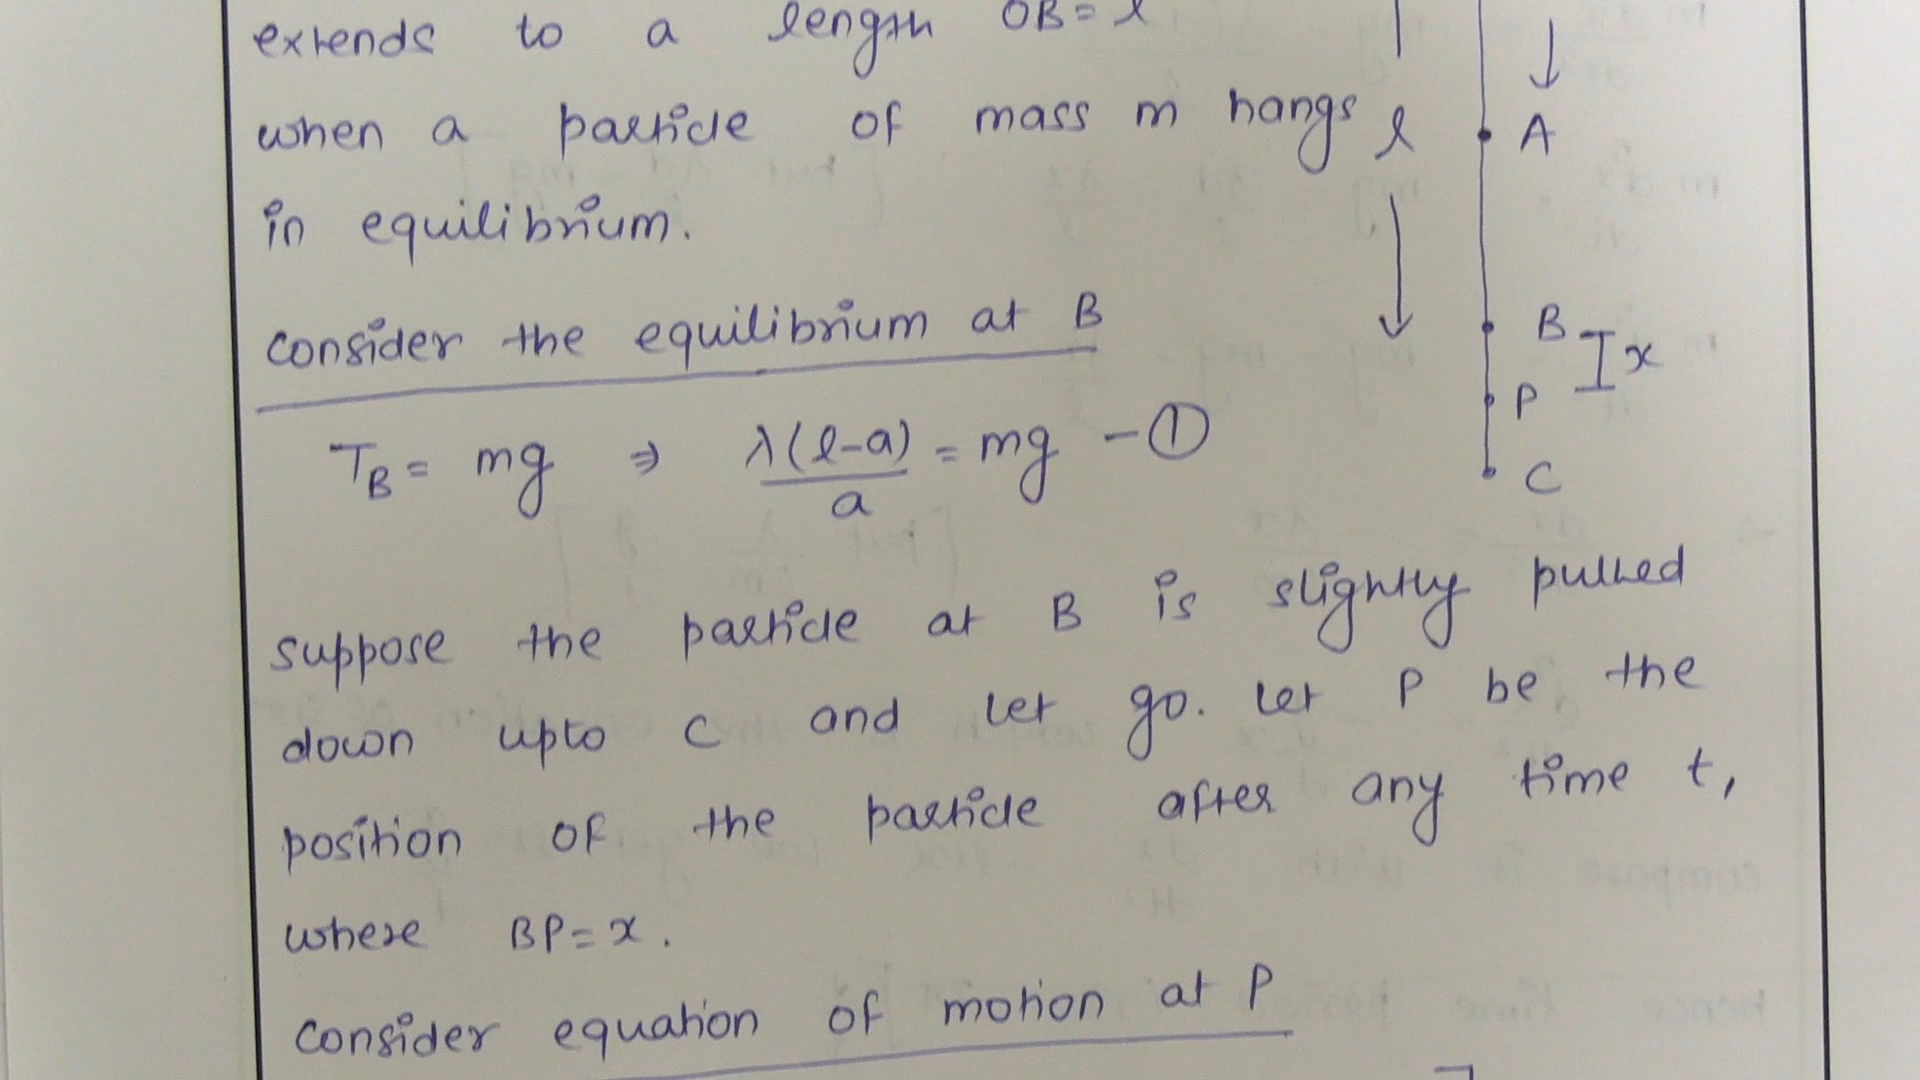 extends to a length OB = l
when a particle of mass m hangs
in equilibrium.
consider the equilibrium at B
T_B = mg ⇒ λ(l-a)/a = mg - ①
suppose the particle at B is slightly pulled
down upto C and let go. let P be the
position of the particle after any time t,
where BP = x.
consider equation of motion at P
l
A
B
x
P
C